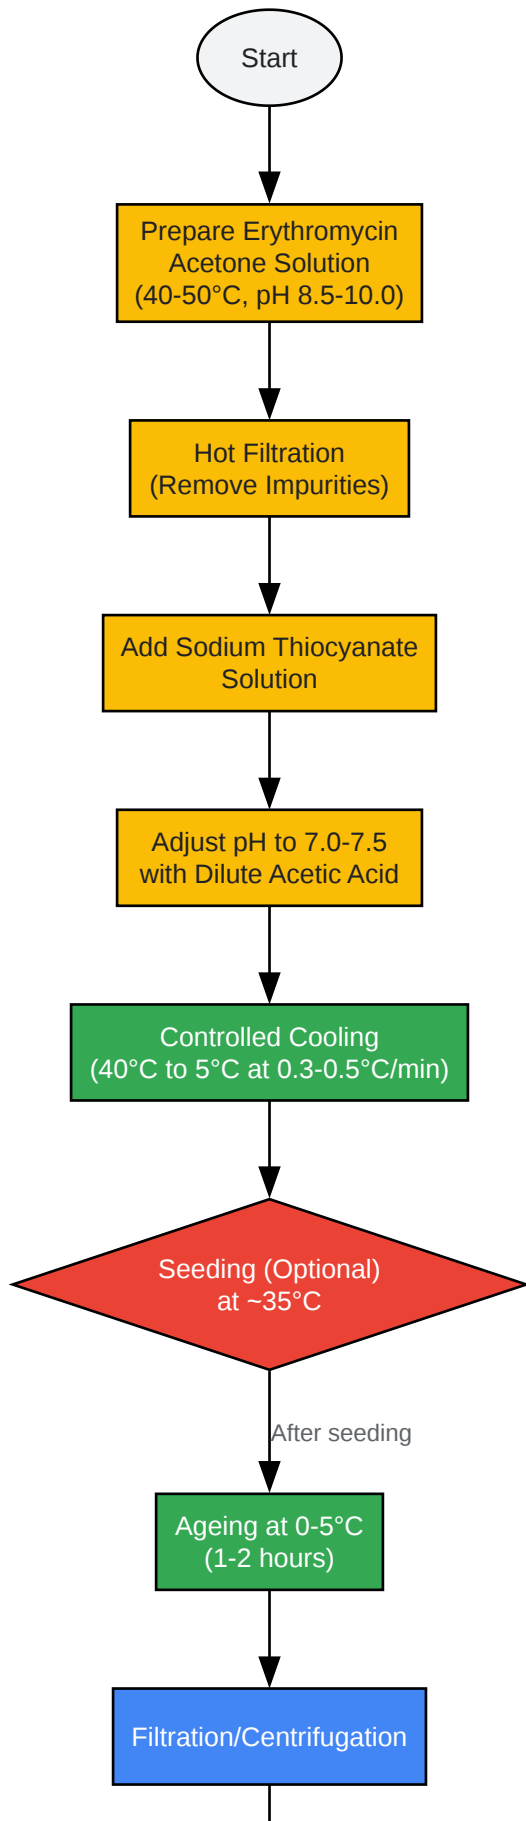 Start
Prepare Erythromycin
Acetone Solution
(40-50°C, pH 8.5-10.0)
Hot Filtration
(Remove Impurities)
Add Sodium Thiocyanate
Solution
Adjust pH to 7.0-7.5
with Dilute Acetic Acid
Controlled Cooling
(40°C to 5°C at 0.3-0.5°C/min)
Seeding (Optional)
at ~35°C
After seeding
Ageing at 0-5°C
(1-2 hours)
Filtration/Centrifugation